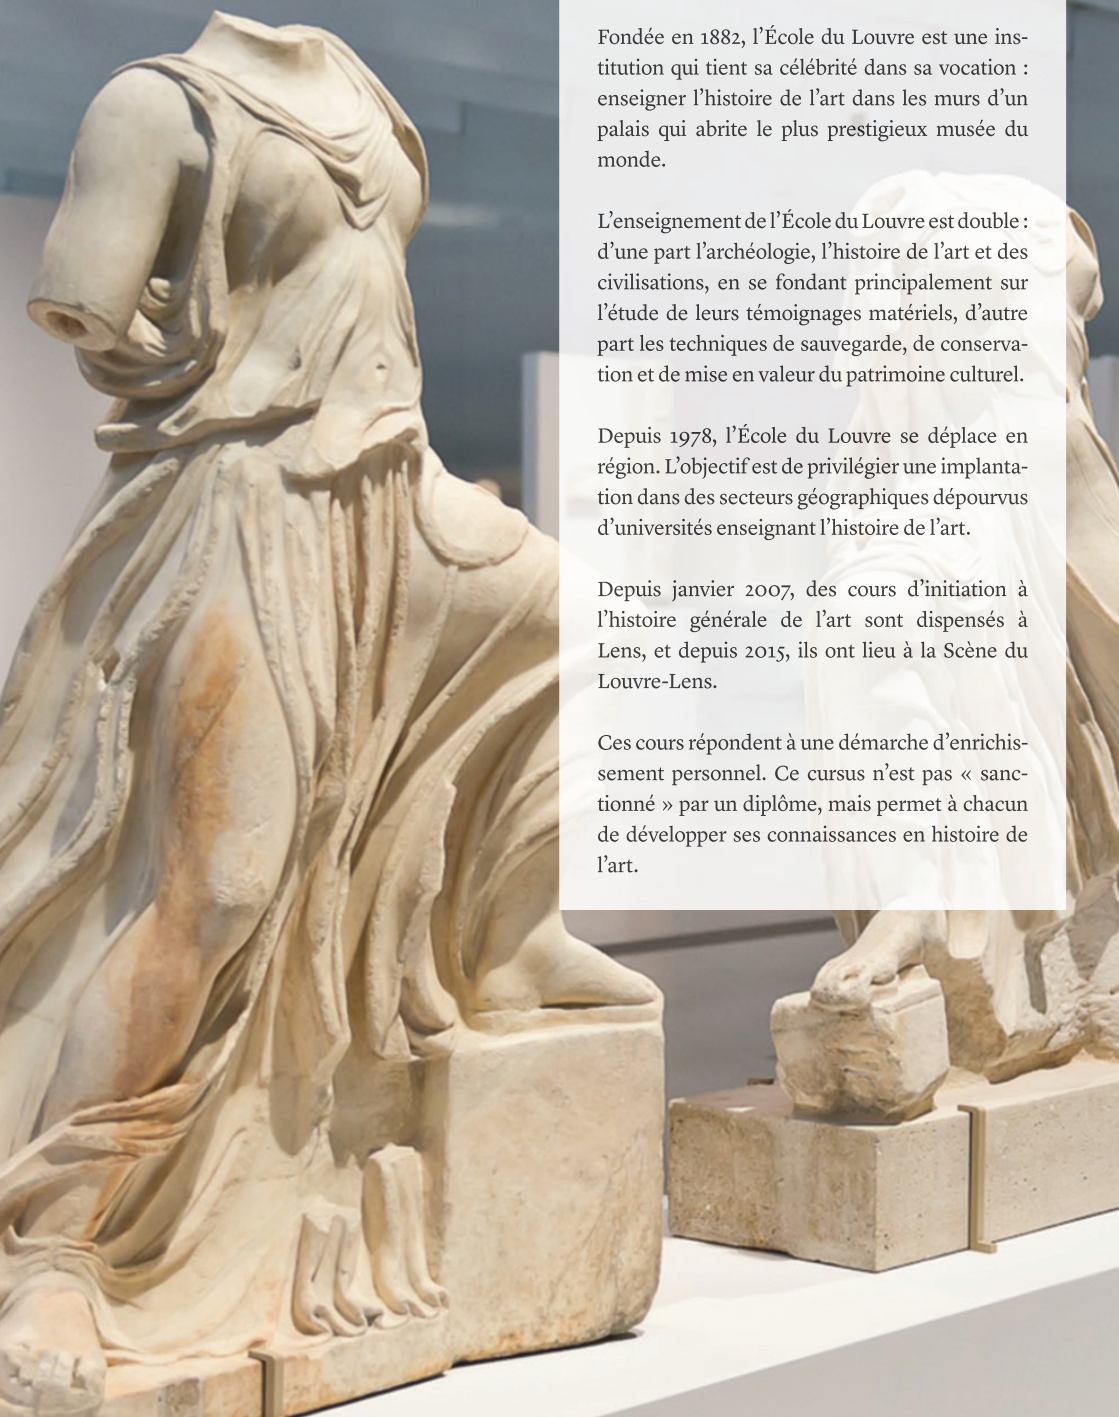 Fondée en 1882, l’École du Louvre est une ins-
titution qui tient sa célébrité dans sa vocation :
enseigner l’histoire de l’art dans les murs d’un
palais qui abrite le plus prestigieux musée du
monde.
L’enseignement de l’École du Louvre est double :
d’une part l’archéologie, l’histoire de l’art et des
civilisations, en se fondant principalement sur
l’étude de leurs témoignages matériels, d’autre
part les techniques de sauvegarde, de conserva-
tion et de mise en valeur du patrimoine culturel.
Depuis 1978, l’École du Louvre se déplace en
région. L’objectif est de privilégier une implanta-
tion dans des secteurs géographiques dépourvus
d’universités enseignant l’histoire de l’art.
Depuis janvier 2007, des cours d’initiation à
l’histoire générale de l’art sont dispensés à
Lens, et depuis 2015, ils ont lieu à la Scène du
Louvre-Lens.
Ces cours répondent à une démarche d’enrichis-
sement personnel. Ce cursus n’est pas « sanc-
tionné » par un diplôme, mais permet à chacun
de développer ses connaissances en histoire de
l’art.